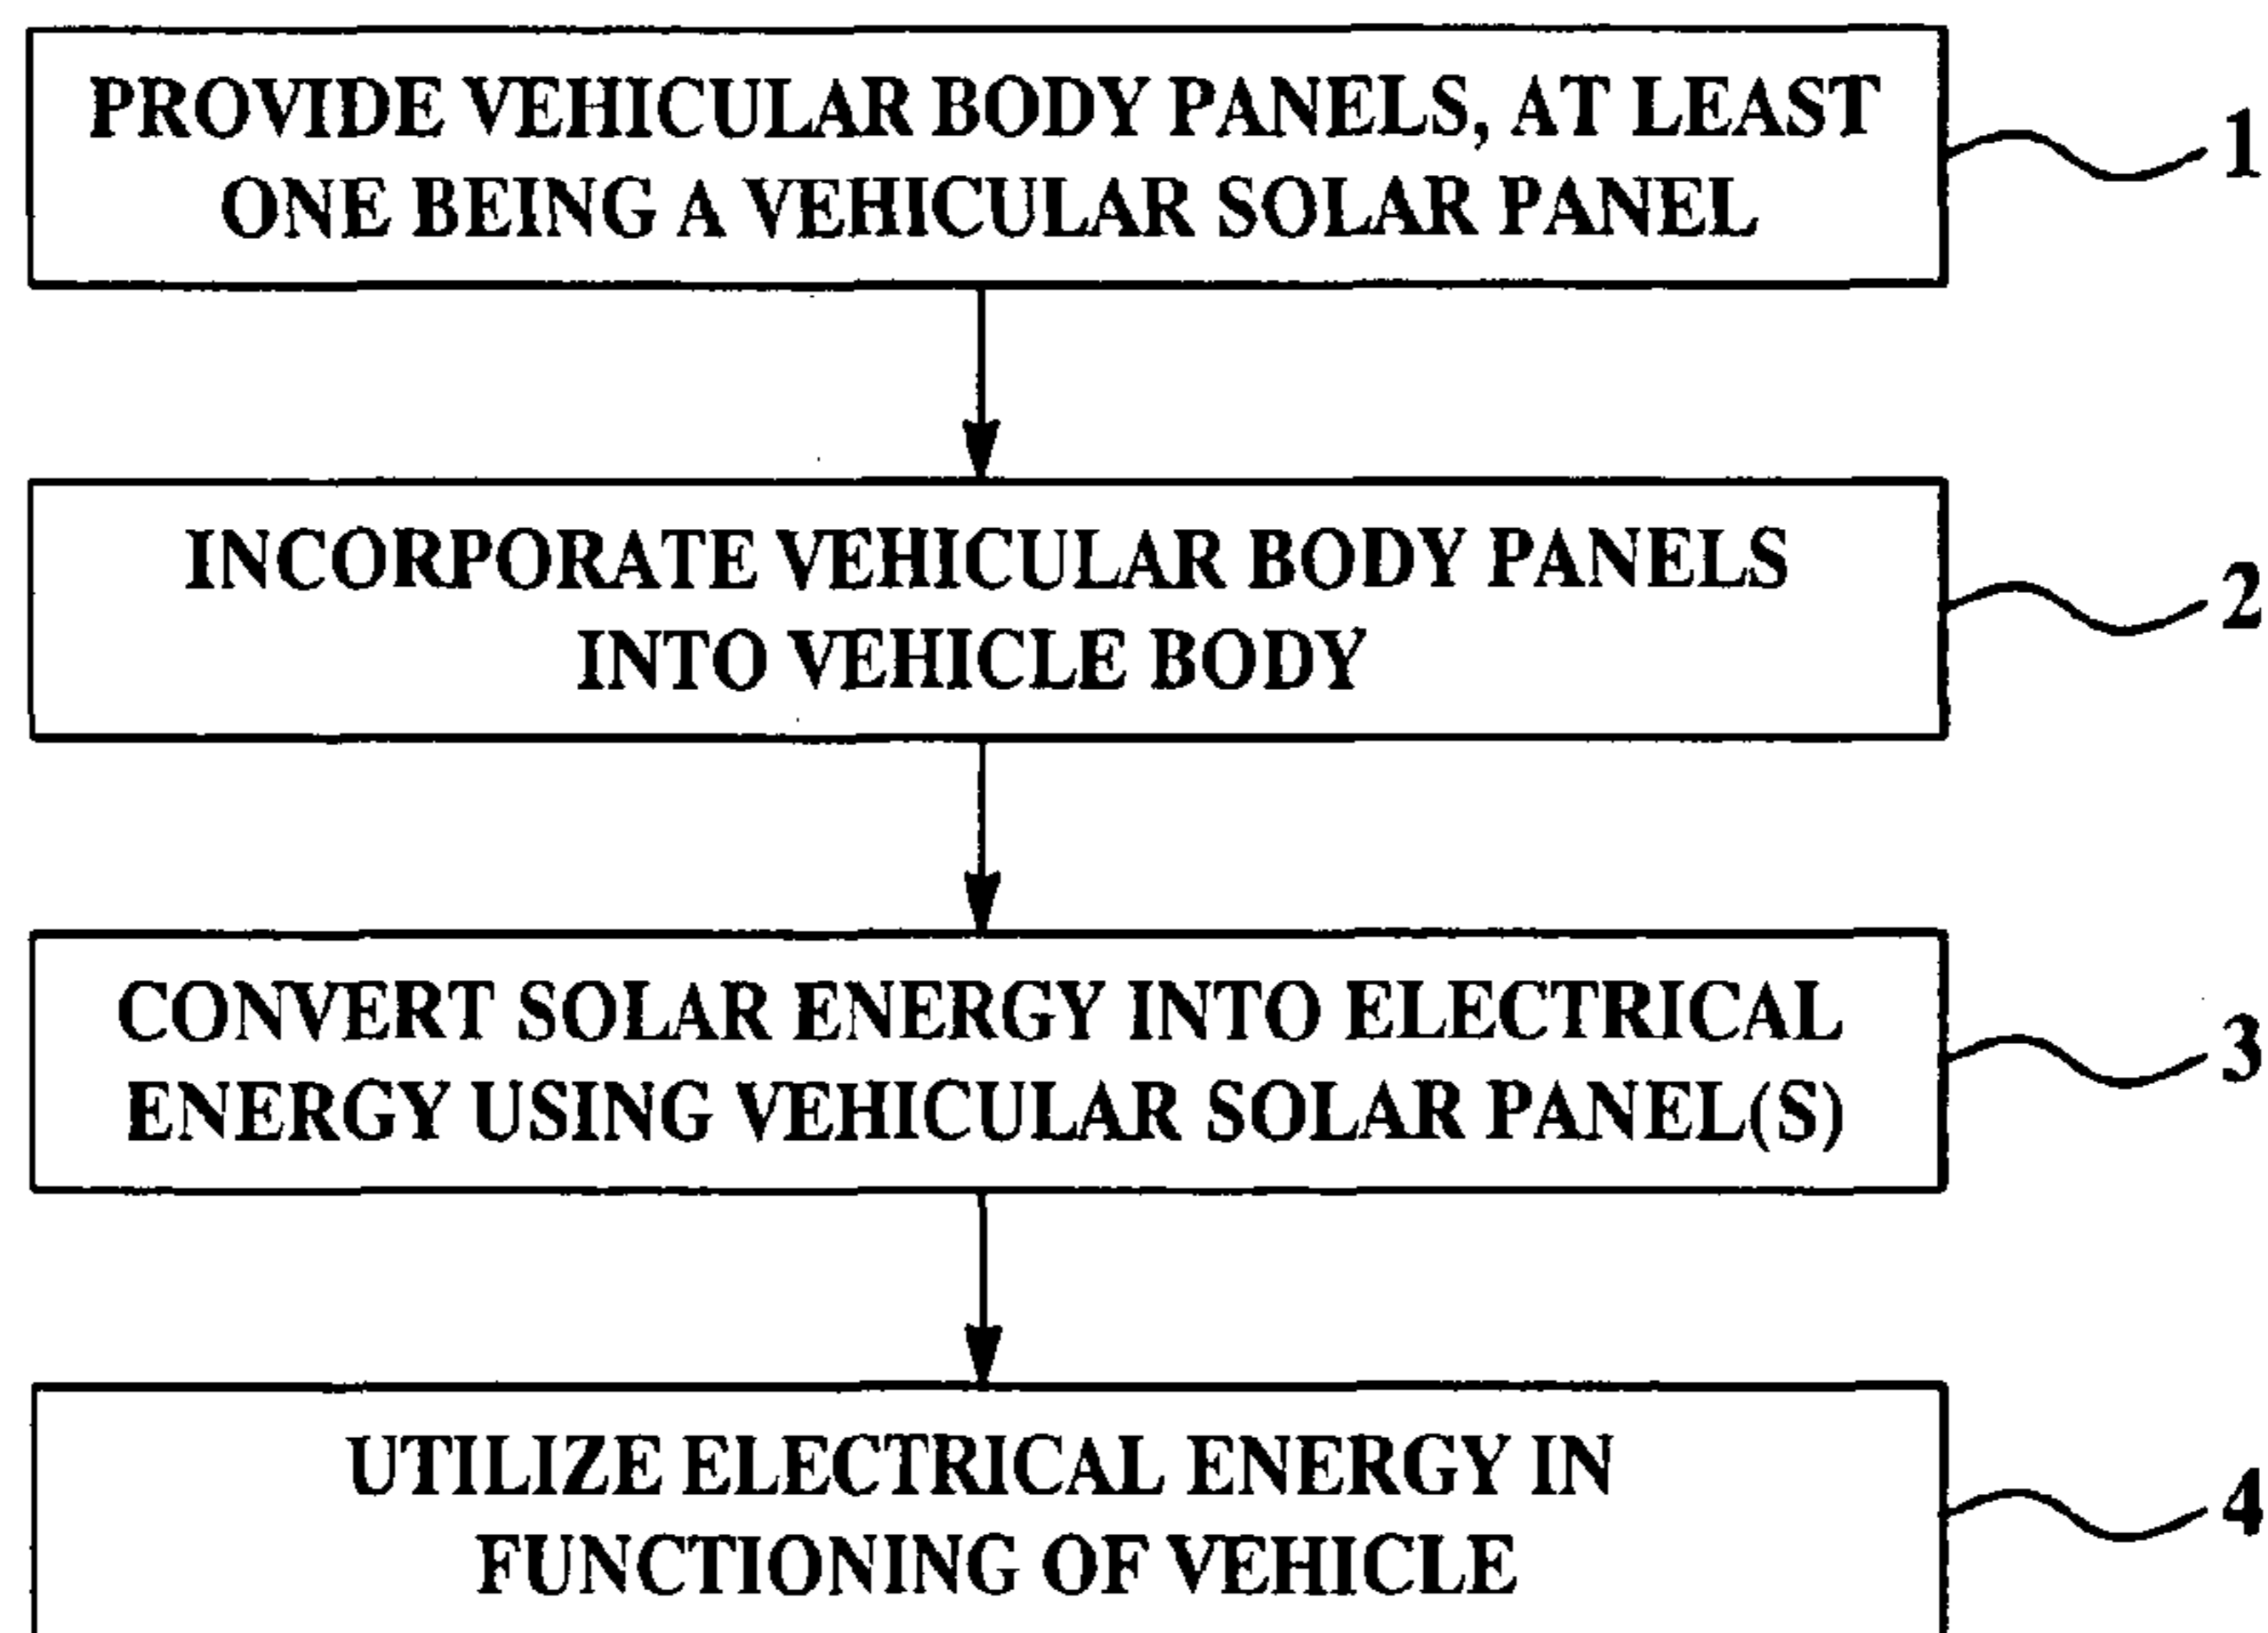 PROVIDE VEHICULAR BODY PANELS, AT LEAST
ONE BEING A VEHICULAR SOLAR PANEL
1
INCORPORATE VEHICULAR BODY PANELS
INTO VEHICLE BODY
2
CONVERT SOLAR ENERGY INTO ELECTRICAL
ENERGY USING VEHICULAR SOLAR PANEL(S)
3
UTILIZE ELECTRICAL ENERGY IN
FUNCTIONING OF VEHICLE
4